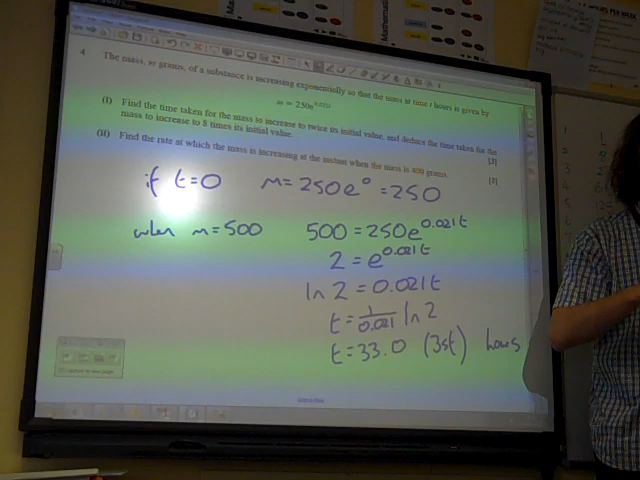 4 The mass, m grams, of a substance is increasing exponentially so that the mass at time t hours is given by
m = 250e^0.021t
(i) Find the time taken for the mass to increase to twice its initial value, and deduce the time taken for the
mass to increase to 8 times its initial value. [3]
(ii) Find the rate at which the mass is increasing at the instant when the mass is 400 grams. [2]
if t=0 m=250e^0=250
when m=500 500=250e^0.021t
2=e^0.021t
ln 2=0.021t
t=1/0.021 ln 2
t=33.0 (3sf) hours